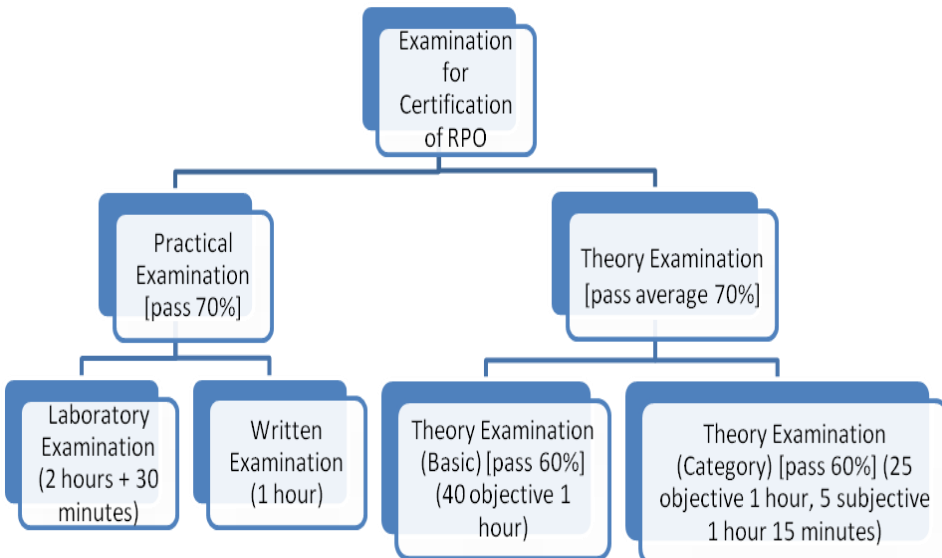 Examination
for
Certification
of RPO
Practical
Examination
[pass 70%]
Theory Examination
[pass average 70%]
Laboratory
Examination
(2 hours + 30
minutes)
Written
Examination
(1 hour)
Theory Examination
(Basic) [pass 60%]
(40 objective 1
hour)
Theory Examination
(Category) [pass 60%] (25
objective 1 hour, 5 subjective
1 hour 15 minutes)